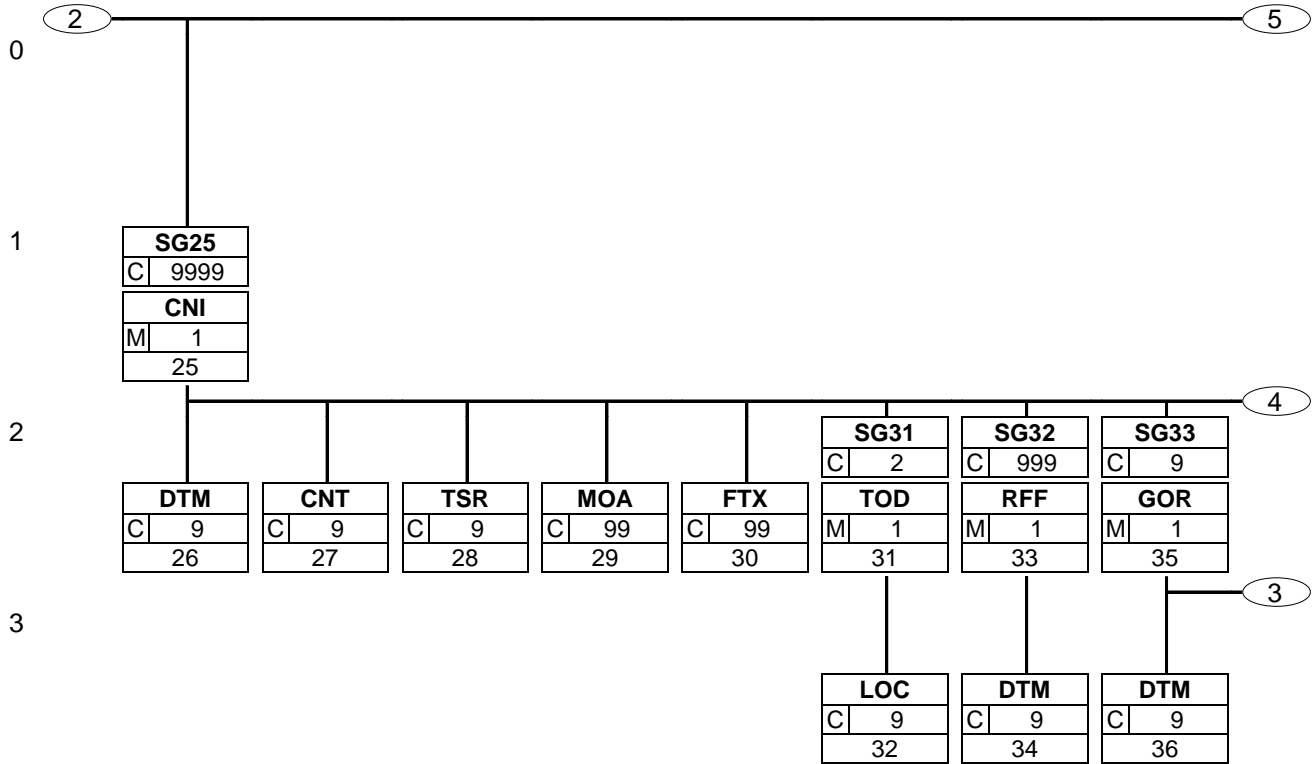 2 5
0
1
SG25
C 9999
CNI
M 1
25
4
2
SG31 SG32 SG33
C 2 C 999 C 9
DTM CNT TSR MOA FTX TOD RFF GOR
C 9 C 9 C 9 C 99 C 99 M 1 M 1 M 1
26 27 28 29 30 31 33 35
3
3
LOC DTM DTM
C 9 C 9 C 9
32 34 36